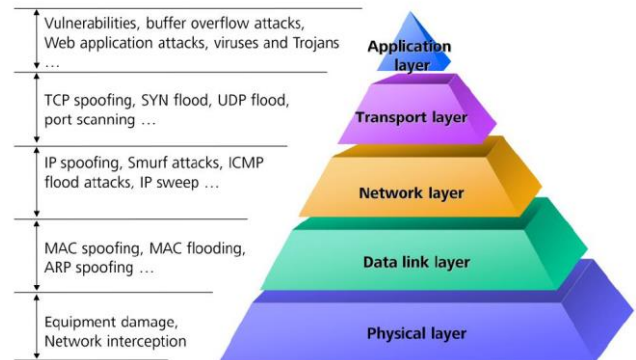 Vulnerabilities, buffer overflow attacks,
Web application attacks, viruses and Trojans
...
Application
layer
TCP spoofing, SYN flood, UDP flood,
port scanning ...
Transport layer
IP spoofing, Smurf attacks, ICMP
flood attacks, IP sweep ...
Network layer
MAC spoofing, MAC flooding,
ARP spoofing ...
Data link layer
Equipment damage,
Network interception
Physical layer